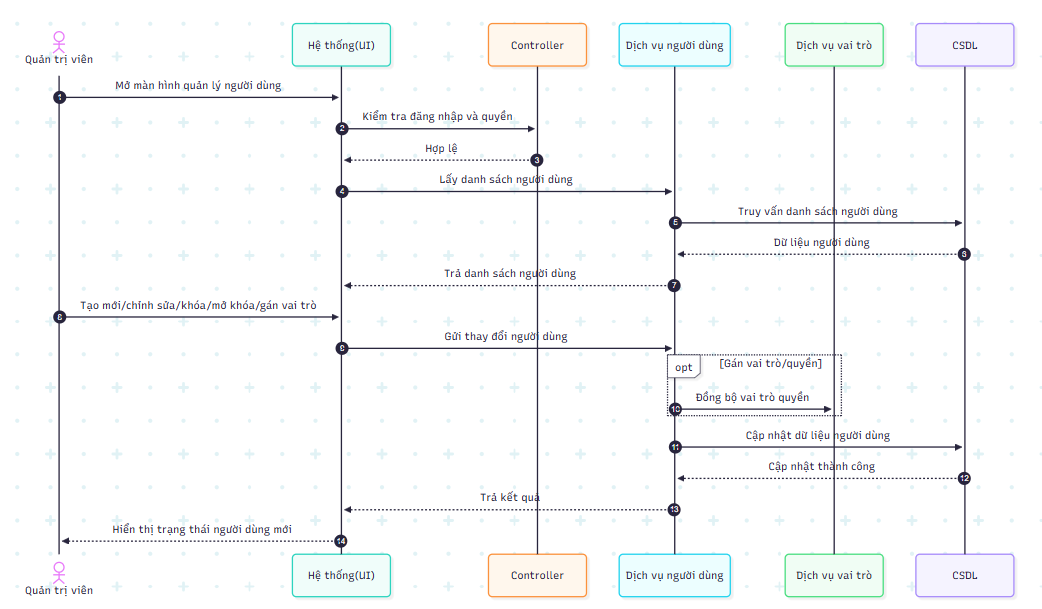 Quản trị viên
Hệ thống(UI)
Controller
Dịch vụ người dùng
Dịch vụ vai trò
CSDL
1
Mở màn hình quản lý người dùng
2
Kiểm tra đăng nhập và quyền
Hợp lệ
3
4
Lấy danh sách người dùng
5
Truy vấn danh sách người dùng
Dữ liệu người dùng
6
Trả danh sách người dùng
7
8
Tạo mới/chỉnh sửa/khóa/mở khóa/gán vai trò
9
Gửi thay đổi người dùng
opt
[Gán vai trò/quyền]
10
Đồng bộ vai trò quyền
11
Cập nhật dữ liệu người dùng
Cập nhật thành công
12
Trả kết quả
13
Hiển thị trạng thái người dùng mới
14
Quản trị viên
Hệ thống(UI)
Controller
Dịch vụ người dùng
Dịch vụ vai trò
CSDL